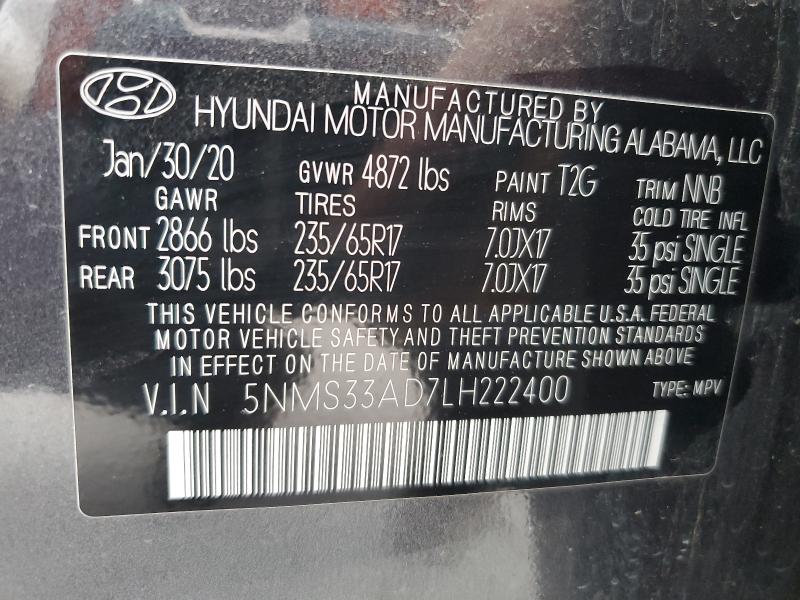 MANUFACTURED BY
HYUNDAI MOTOR MANUFACTURING ALABAMA, LLC
Jan/30/20 GVWR 4872 lbs PAINT T2G TRIM NNB
GAWR TIRES RIMS COLD TIRE INFL
FRONT 2866 lbs 235/65R17 7.0JX17 35 psi SINGLE
REAR 3075 lbs 235/65R17 7.0JX17 35 psi SINGLE
THIS VEHICLE CONFORMS TO ALL APPLICABLE U.S.A. FEDERAL
MOTOR VEHICLE SAFETY AND THEFT PREVENTION STANDARDS
IN EFFECT ON THE DATE OF MANUFACTURE SHOWN ABOVE
V.I.N 5NMS33AD7LH222400 TYPE: MPV